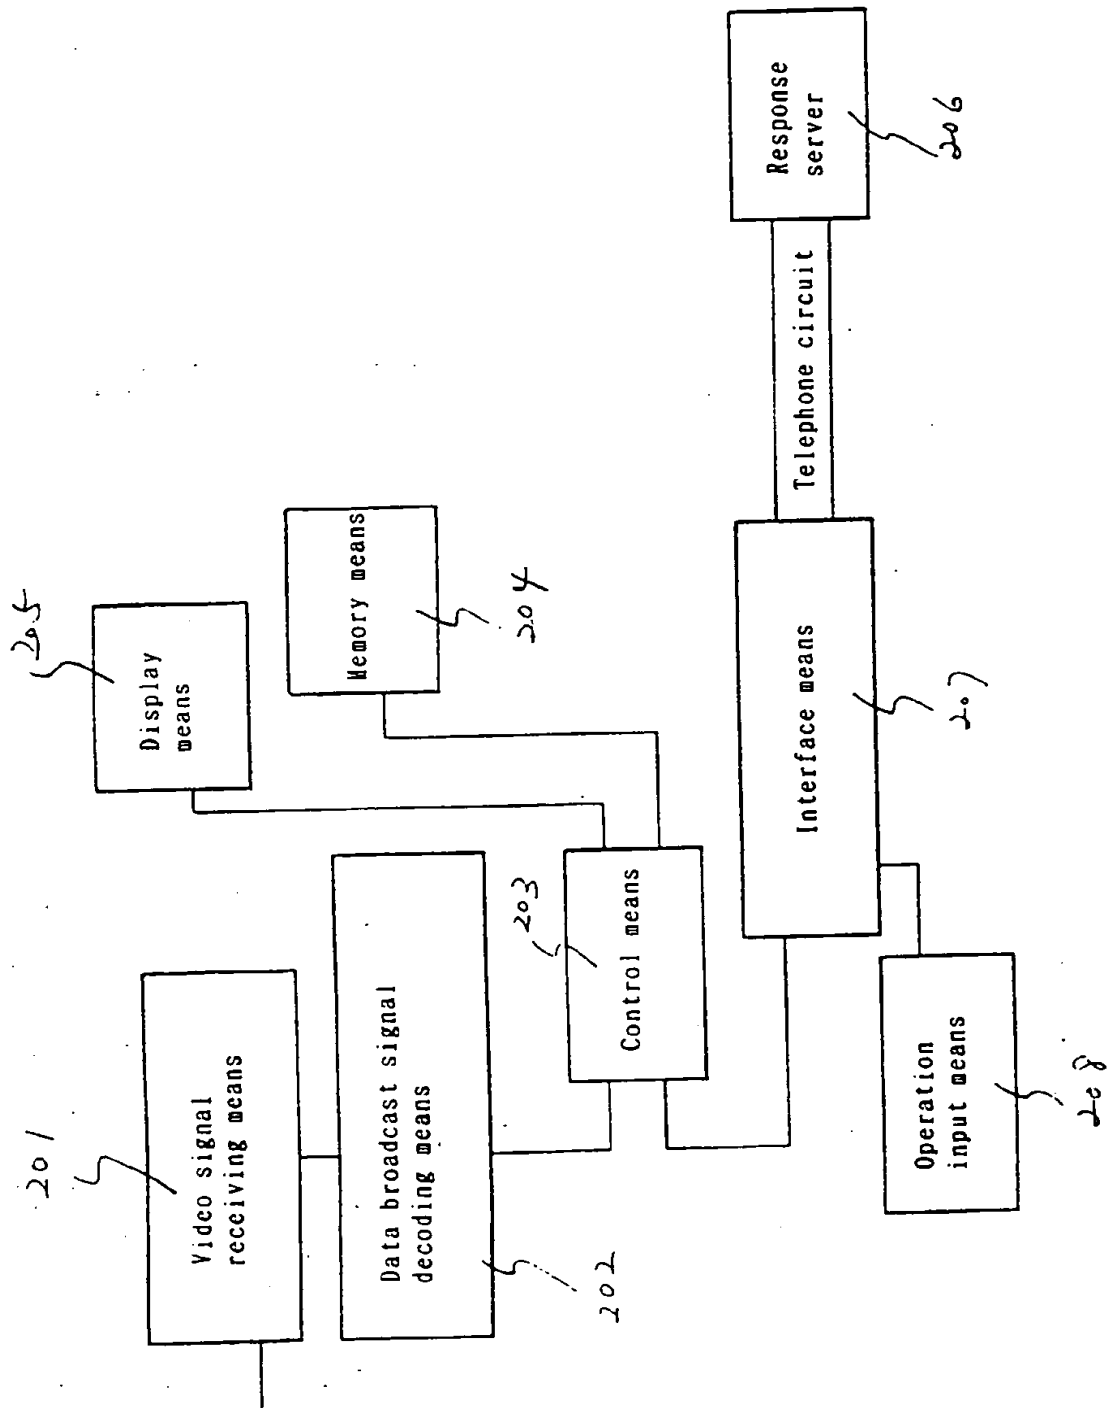 201
Video signal
receiving means
205
Display
means
Data broadcast signal
decoding means
202
Memory means
204
203
Control means
Interface means
207
Telephone circuit
Response
server
206
Operation
input means
208